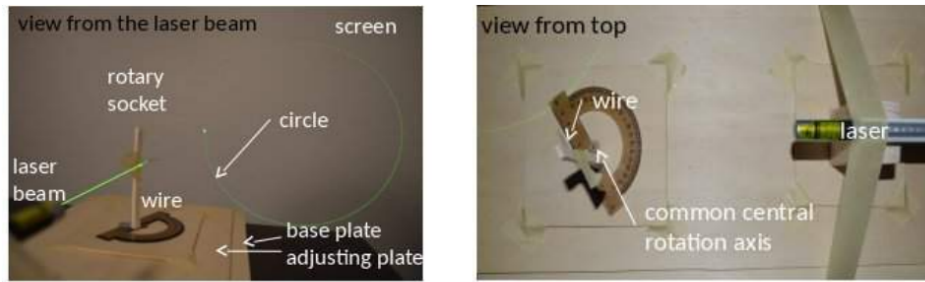 view from the laser beam
screen
rotary
socket
circle
laser
beam
wire
base plate
adjusting plate
view from top
wire
laser
common central
rotation axis